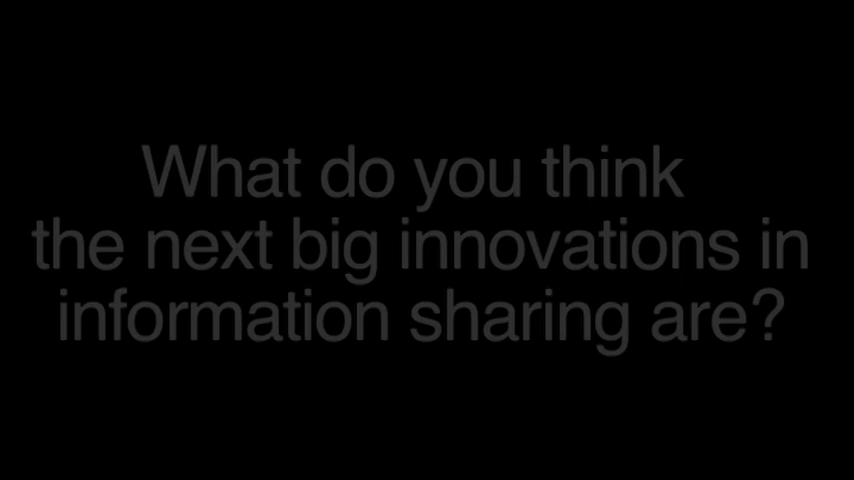 What do you think
the next big innovations in
information sharing are?